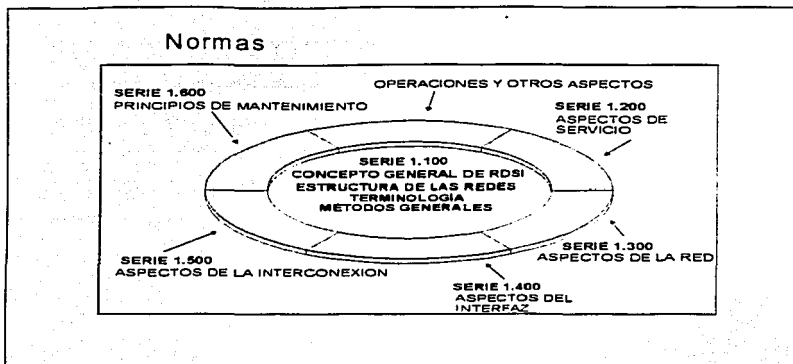 Normas
OPERACIONES Y OTROS ASPECTOS
SERIE 1.600
PRINCIPIOS DE MANTENIMIENTO
SERIE 1.200
ASPECTOS DE
SERVICIO
SERIE 1.100
CONCEPTO GENERAL DE RDSI
ESTRUCTURA DE LAS REDES
TERMINOLOGÍA
MÉTODOS GENERALES
SERIE 1.500
ASPECTOS DE LA INTERCONEXION
SERIE 1.400
ASPECTOS DEL
INTERFAZ
SERIE 1.300
ASPECTOS DE LA RED